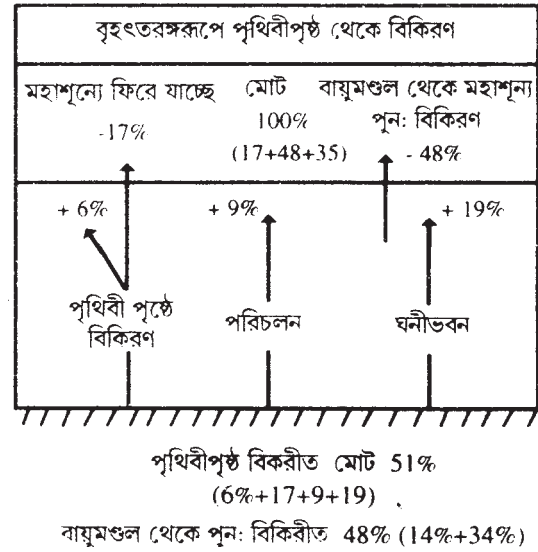 বৃহৎতরঙ্গরূপে পৃথিবীপৃষ্ঠ থেকে বিকিরণ
মহাশূন্যে ফিরে যাচ্ছে
-17%
মোট
100%
(17+48+35)
বায়ুমণ্ডল থেকে মহাশূন্য
পুন: বিকিরণ
- 48%
+ 6%
+ 9%
+ 19%
পৃথিবী পৃষ্ঠে
বিকিরণ
পরিচলন
ঘনীভবন
পৃথিবীপৃষ্ঠ বিকরীত মোট 51%
(6%+17+9+19) .
বায়ুমণ্ডল থেকে পুন: বিকিরীত 48% (14%+34%)